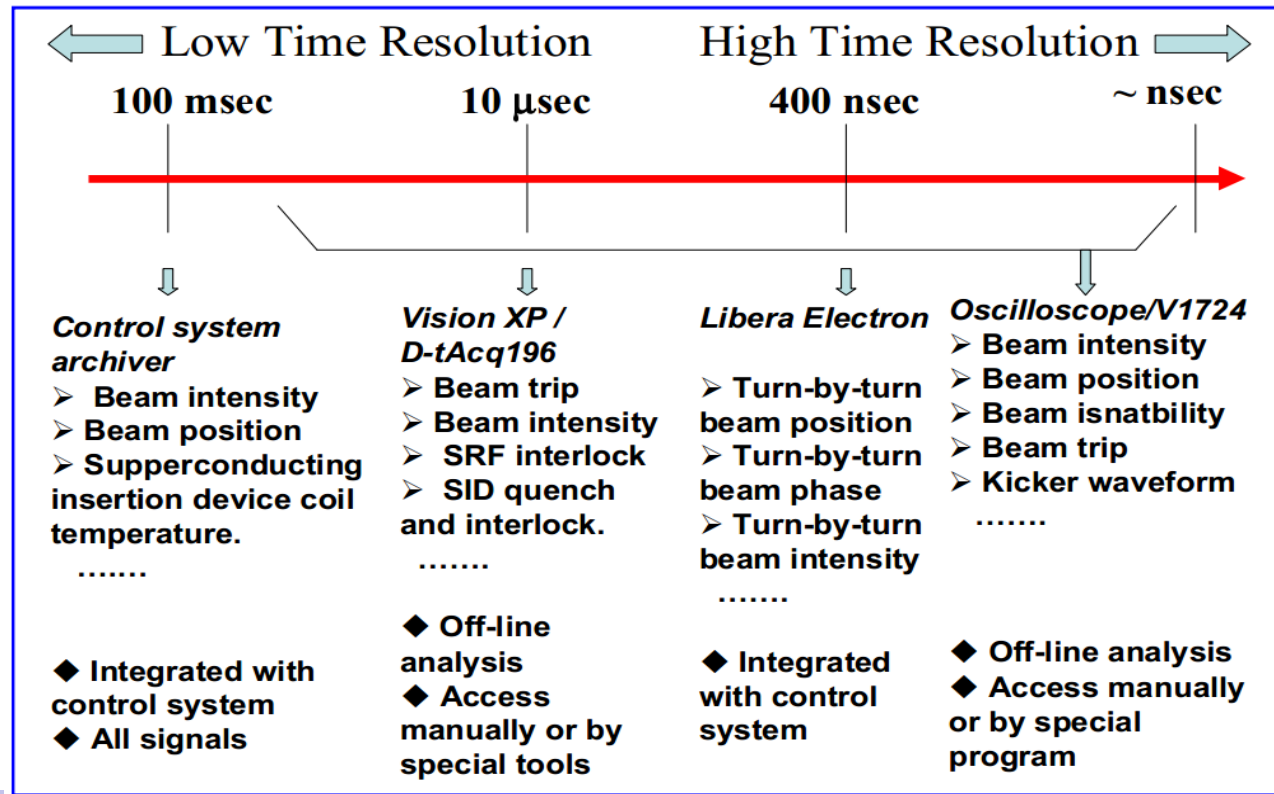 Low Time Resolution
High Time Resolution
100 msec
10 μsec
400 nsec
~ nsec
Control system
archiver
➢ Beam intensity
➢ Beam position
➢ Supperconducting
insertion device coil
temperature.
.......
◆ Integrated with
control system
◆ All signals
Vision XP /
D-tAcq196
➢ Beam trip
➢ Beam intensity
➢ SRF interlock
➢ SID quench
and interlock.
.......
◆ Off-line
analysis
◆ Access
manually or by
special tools
Libera Electron
➢ Turn-by-turn
beam position
➢ Turn-by-turn
beam phase
➢ Turn-by-turn
beam intensity
.......
◆ Integrated
with control
system
Oscilloscope/V1724
➢ Beam intensity
➢ Beam position
➢ Beam isnatbility
➢ Beam trip
➢ Kicker waveform
.......
◆ Off-line analysis
◆ Access manually
or by special
program